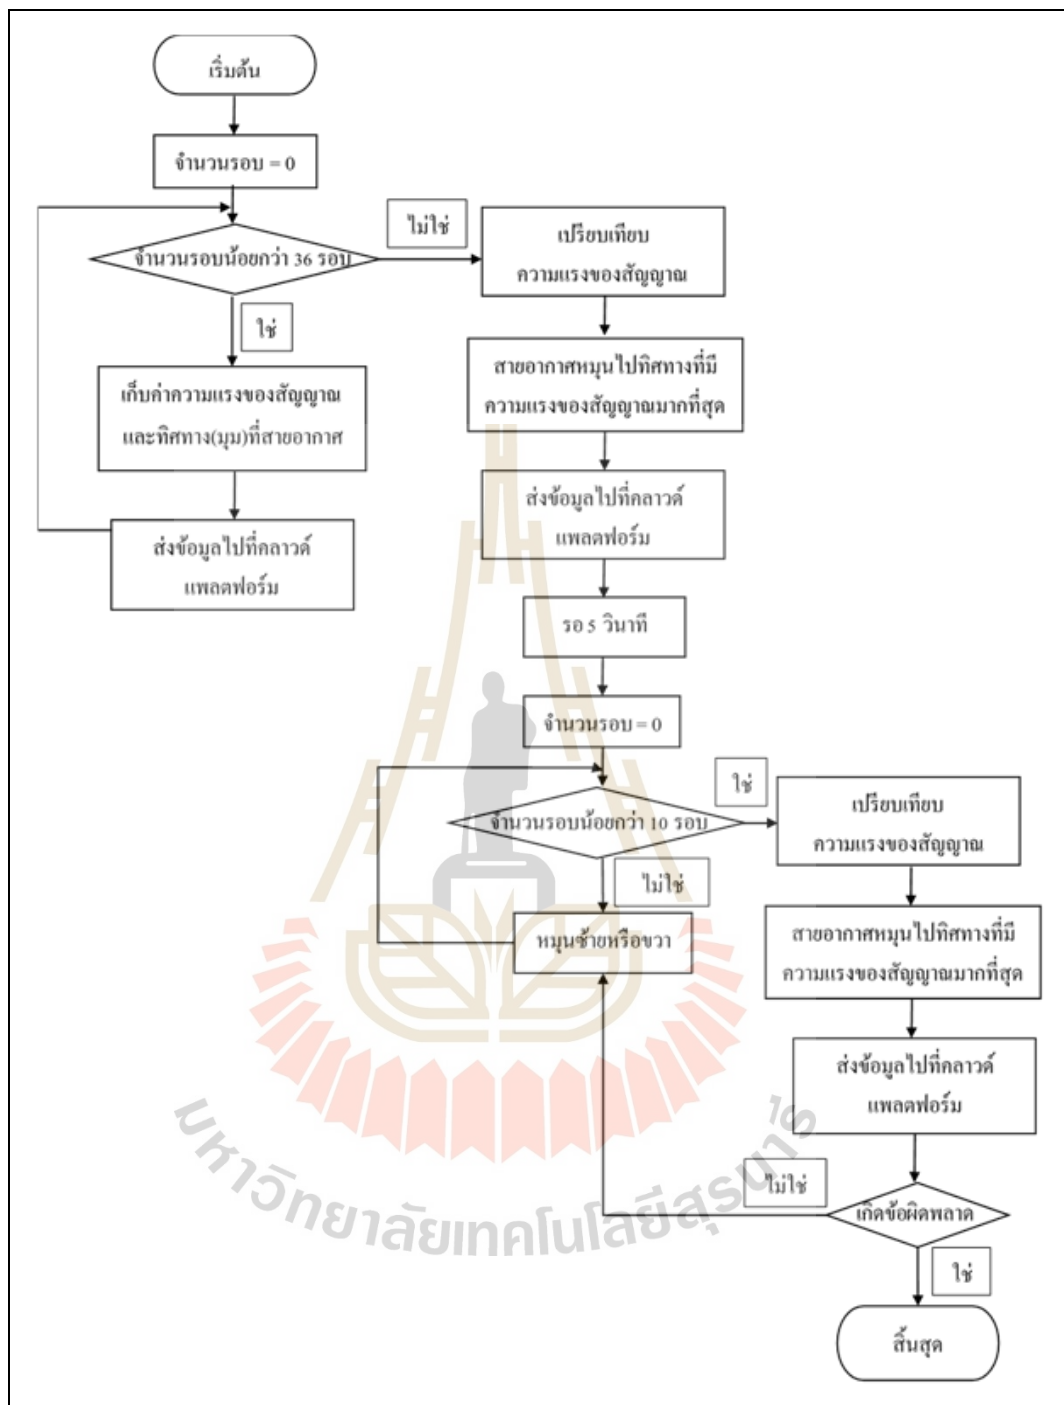 เริ่มต้น
จำนวนรอบ = 0
จำนวนรอบน้อยกว่า 36 รอบ
ไม่ใช่
ใช่
เก็บค่าความแรงของสัญญาณ
และทิศทาง(มุม)ที่สายอากาศ
ส่งข้อมูลไปที่คลาวด์
แพลตฟอร์ม
เปรียบเทียบ
ความแรงของสัญญาณ
สายอากาศหมุนไปทิศทางที่มี
ความแรงของสัญญาณมากที่สุด
ส่งข้อมูลไปที่คลาวด์
แพลตฟอร์ม
รอ 5 วินาที
จำนวนรอบ = 0
จำนวนรอบน้อยกว่า 10 รอบ
ใช่
ไม่ใช่
หมุนซ้ายหรือขวา
เปรียบเทียบ
ความแรงของสัญญาณ
สายอากาศหมุนไปทิศทางที่มี
ความแรงของสัญญาณมากที่สุด
ส่งข้อมูลไปที่คลาวด์
แพลตฟอร์ม
ไม่ใช่
เกิดข้อผิดพลาด
ใช่
สิ้นสุด
มหาวิทยาลัยเทคโนโลยีสุรนารี